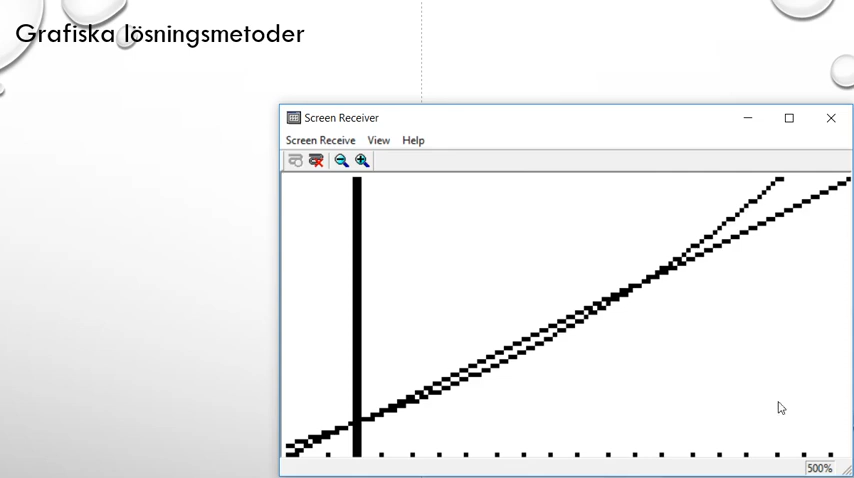 Grafiska lösningsmetoder
Screen Receiver
Screen Receive View Help
500%